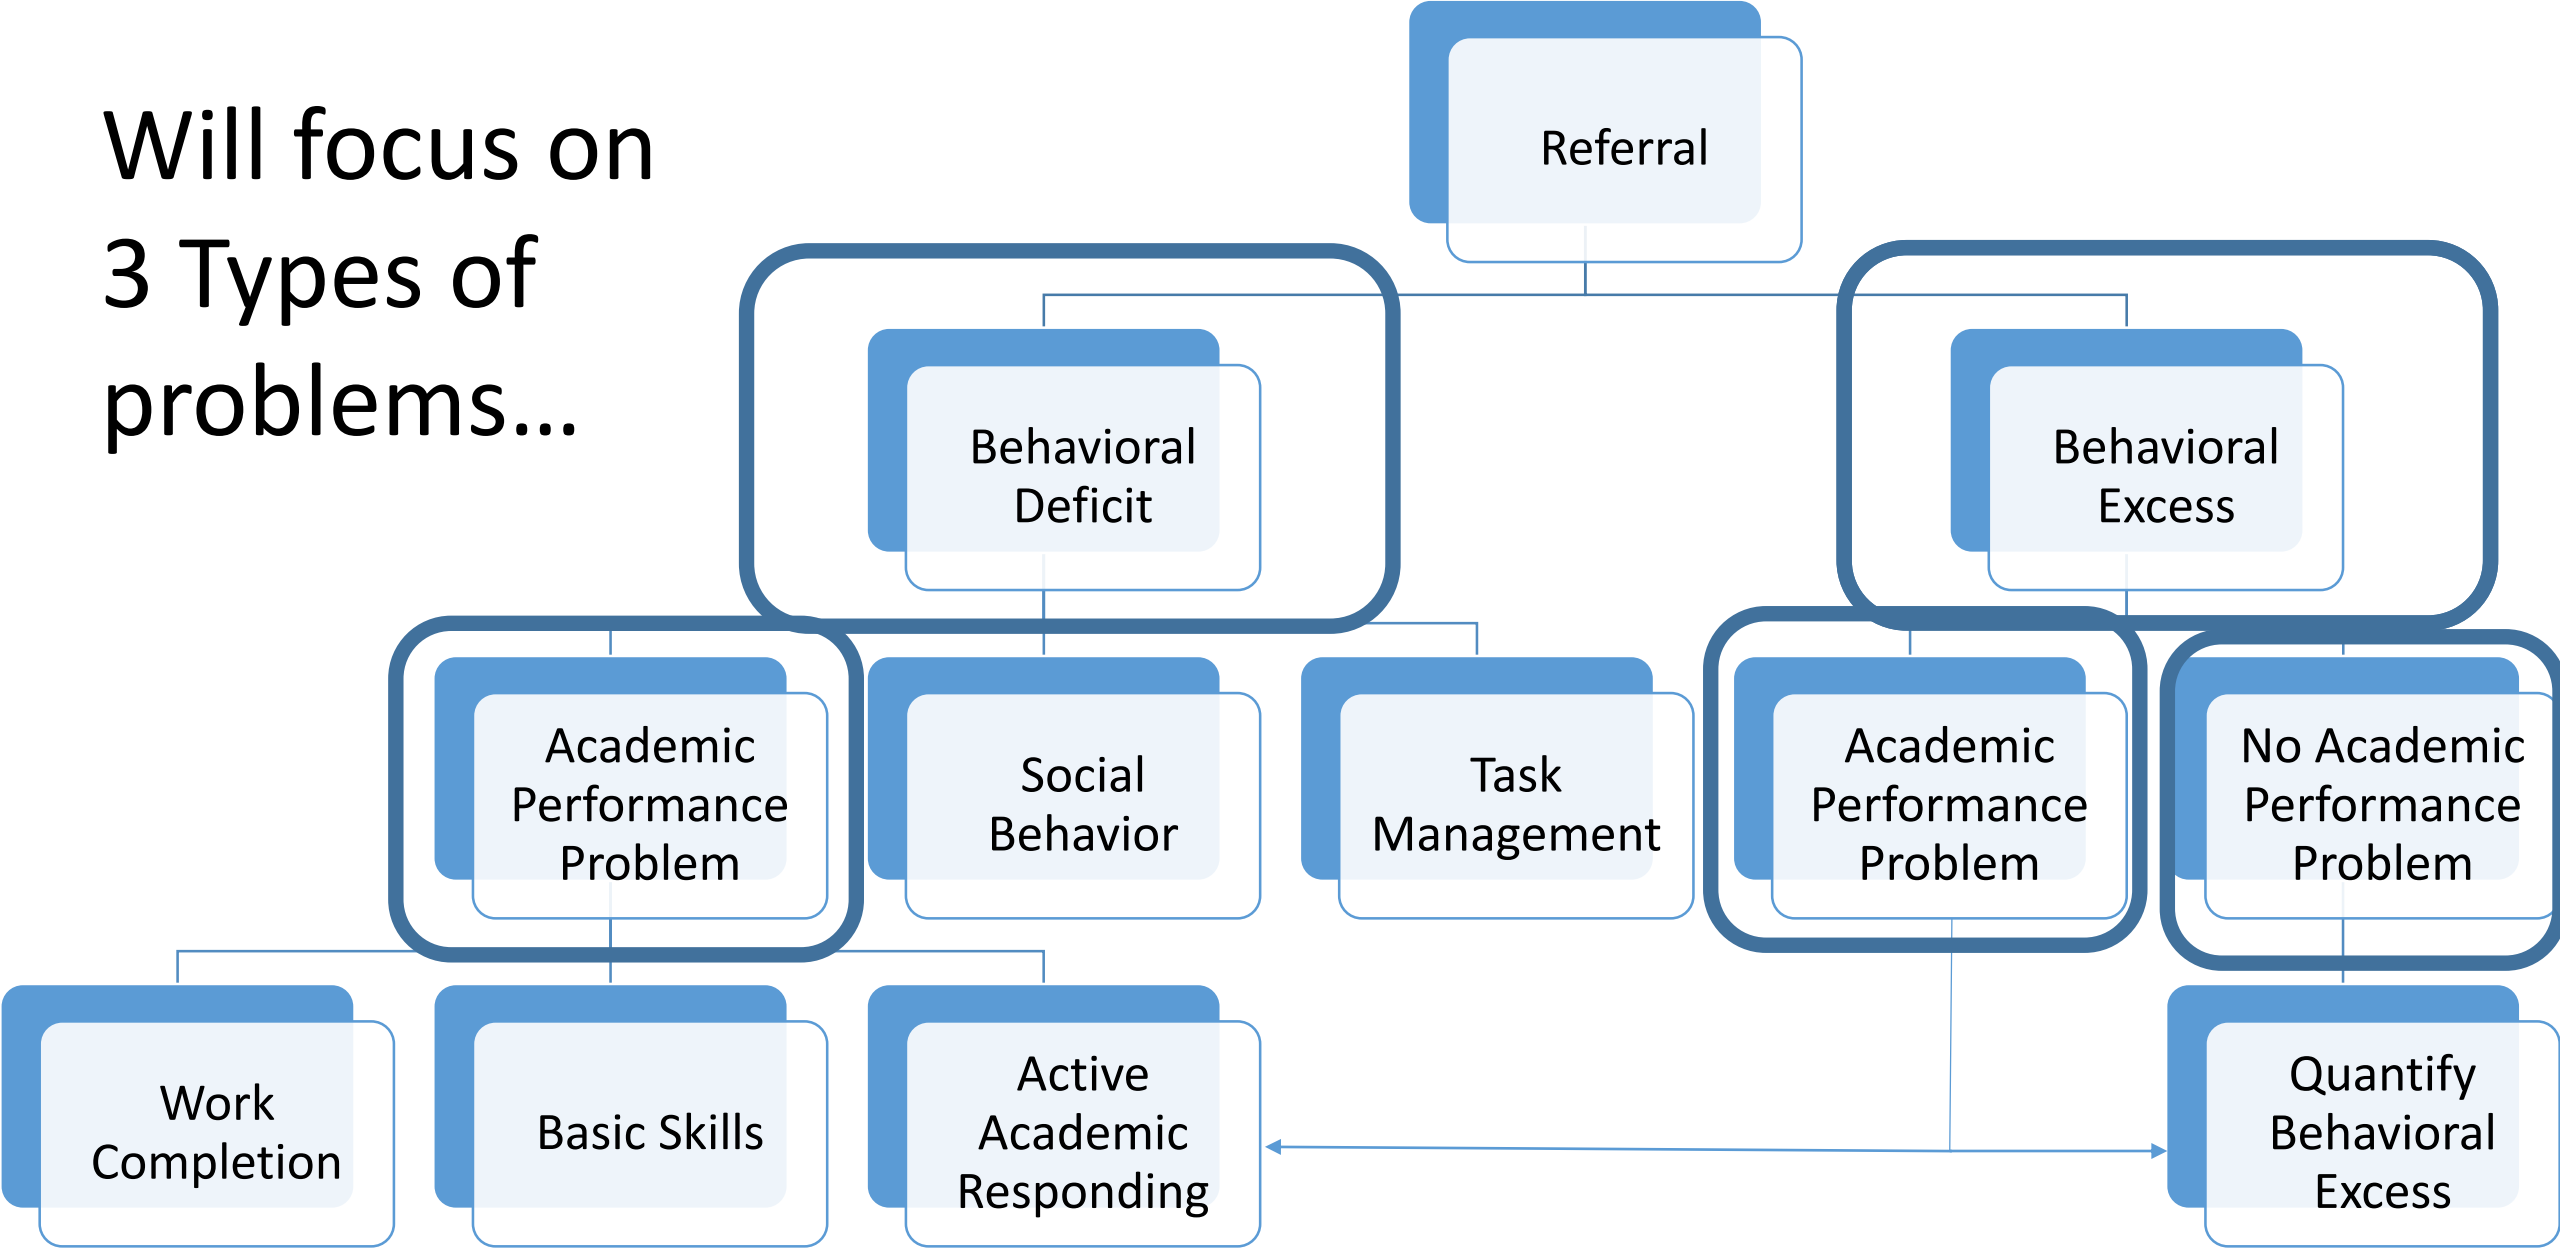 Will focus on
3 Types of
problems...
Referral
Behavioral
Deficit
Behavioral
Excess
Academic
Performance
Problem
Social
Behavior
Task
Management
Academic
Performance
Problem
No Academic
Performance
Problem
Work
Completion
Basic Skills
Active
Academic
Responding
Quantify
Behavioral
Excess